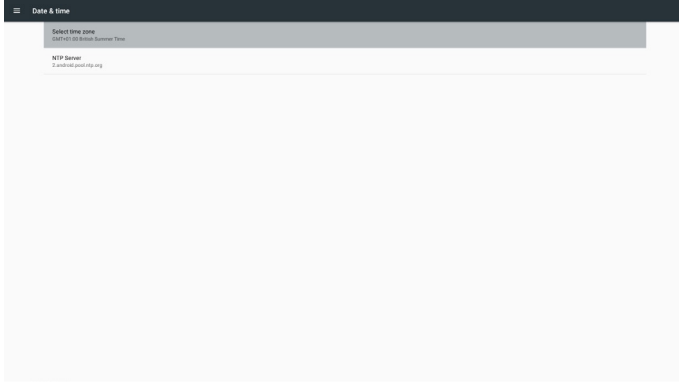 Date & time
Select time zone
GMT+01:00 British Summer Time
NTP Server
2.android.pool.ntp.org